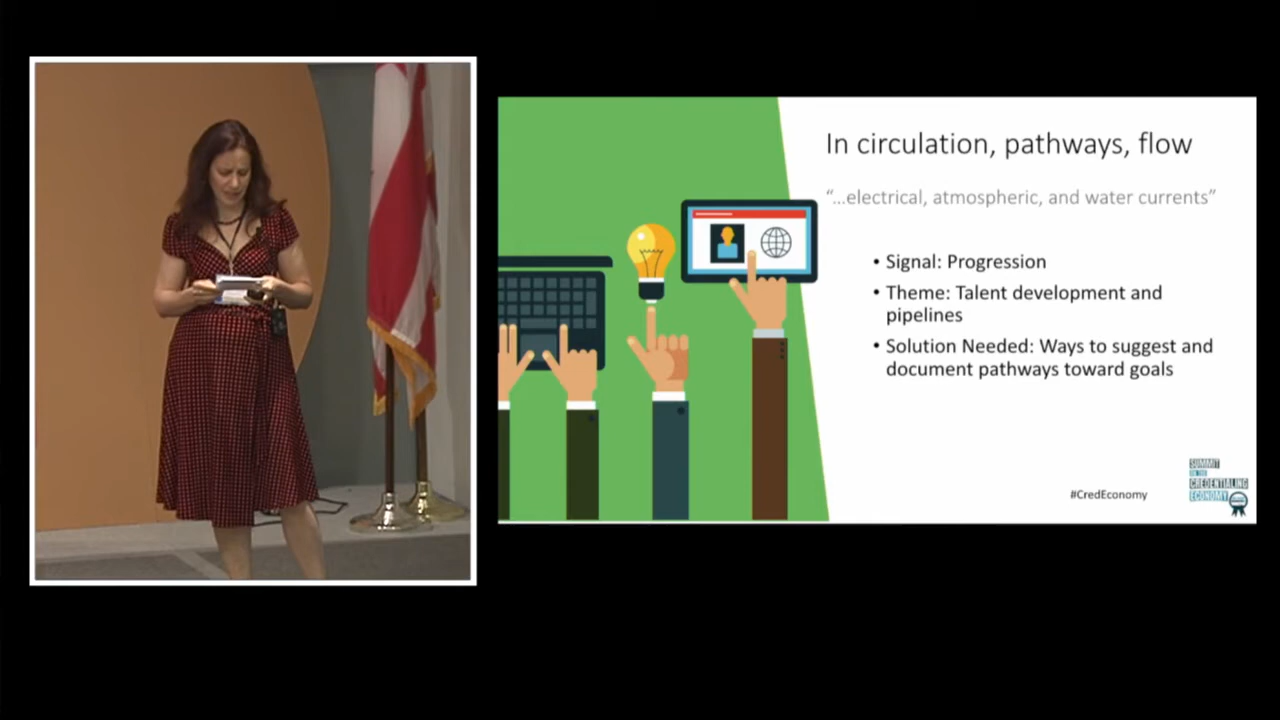 In circulation, pathways, flow
“…electrical, atmospheric, and water currents”
• Signal: Progression
• Theme: Talent development and
pipelines
• Solution Needed: Ways to suggest and
document pathways toward goals
#CredEconomy
SUMMIT
ON THE
CREDENTIALING
ECONOMY